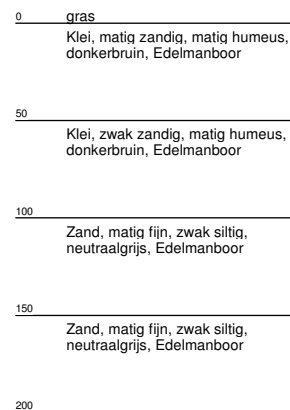 0 gras
Klei, matig zandig, matig humeus,
donkerbruin, Edelmanboor
50
Klei, zwak zandig, matig humeus,
donkerbruin, Edelmanboor
100
Zand, matig fijn, zwak siltig,
neutraalgrijs, Edelmanboor
150
Zand, matig fijn, zwak siltig,
neutraalgrijs, Edelmanboor
200